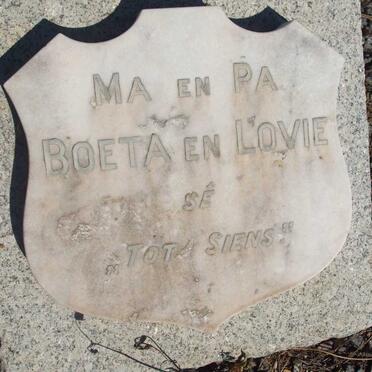 MA EN PA
BOETA EN LOVIE
SÊ
„TOT SIENS"